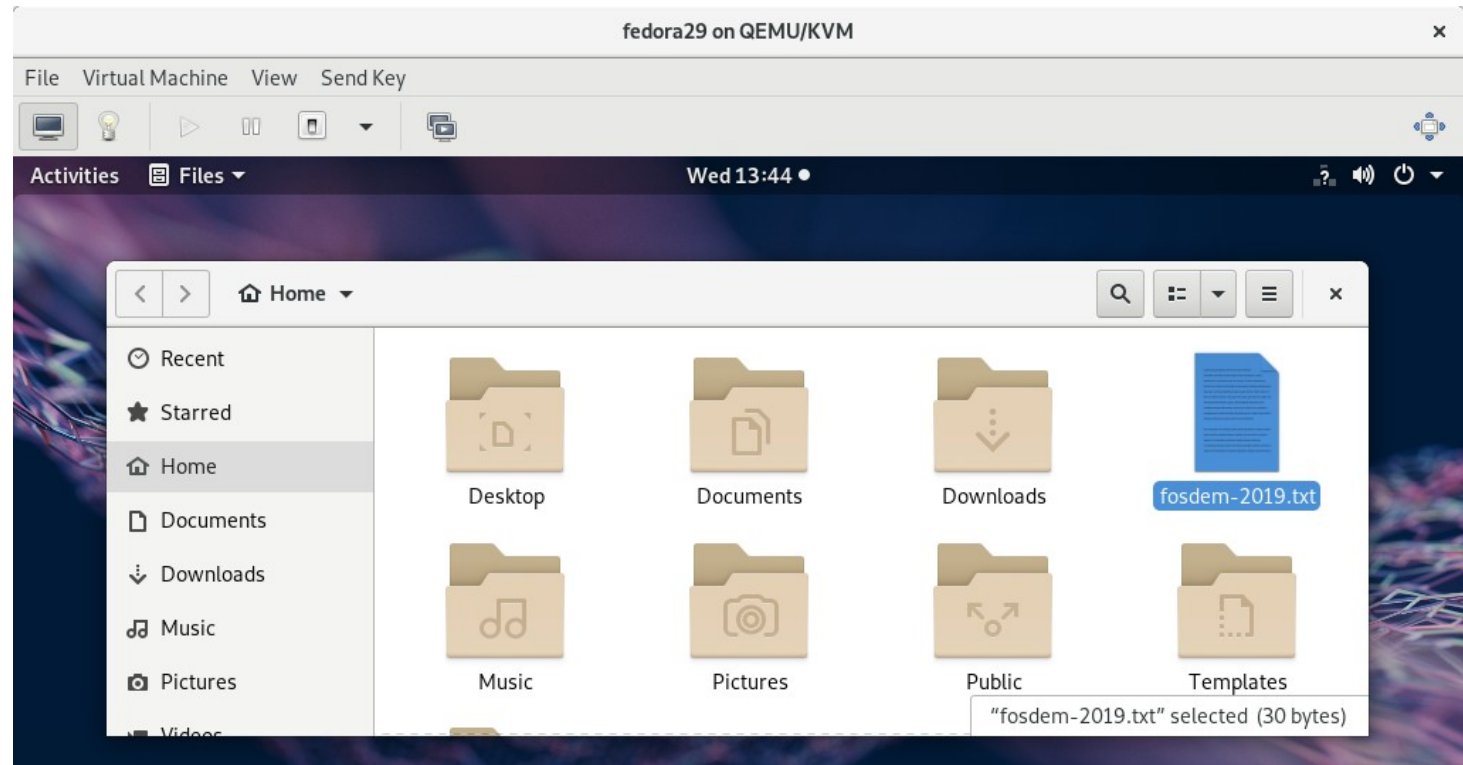 fedora29 on QEMU/KVM
File Virtual Machine View Send Key
Activities Files Wed 13:44
Home
Recent
Starred
Home
Documents
Downloads
Music
Pictures
Videos
Desktop Documents Downloads fosdem-2019.txt
Music Pictures Public Templates
“fosdem-2019.txt” selected (30 bytes)